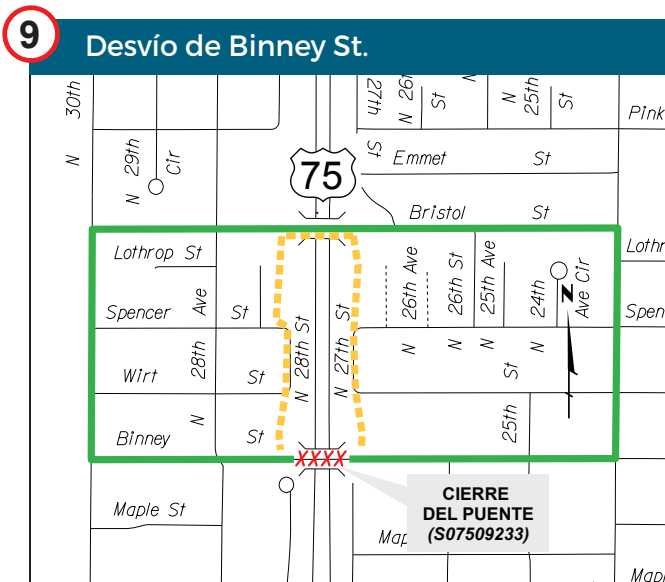 9
Desvío de Binney St.
N 30th
N 29th Cir
27th St
N 26th St
N
N 25th St
Pink
75
Emmet St
Bristol St
Lothrop St
Lothr
Spencer St
Spen
N 28th Ave
N 28th St
N 27th St
N 26th Ave
N 26th St
N 25th Ave
N 24th Ave Cir
N
Wirt St
25th St
Binney St
XXXX
CIERRE
DEL PUENTE
(S07509233)
Maple St
Map
Maple